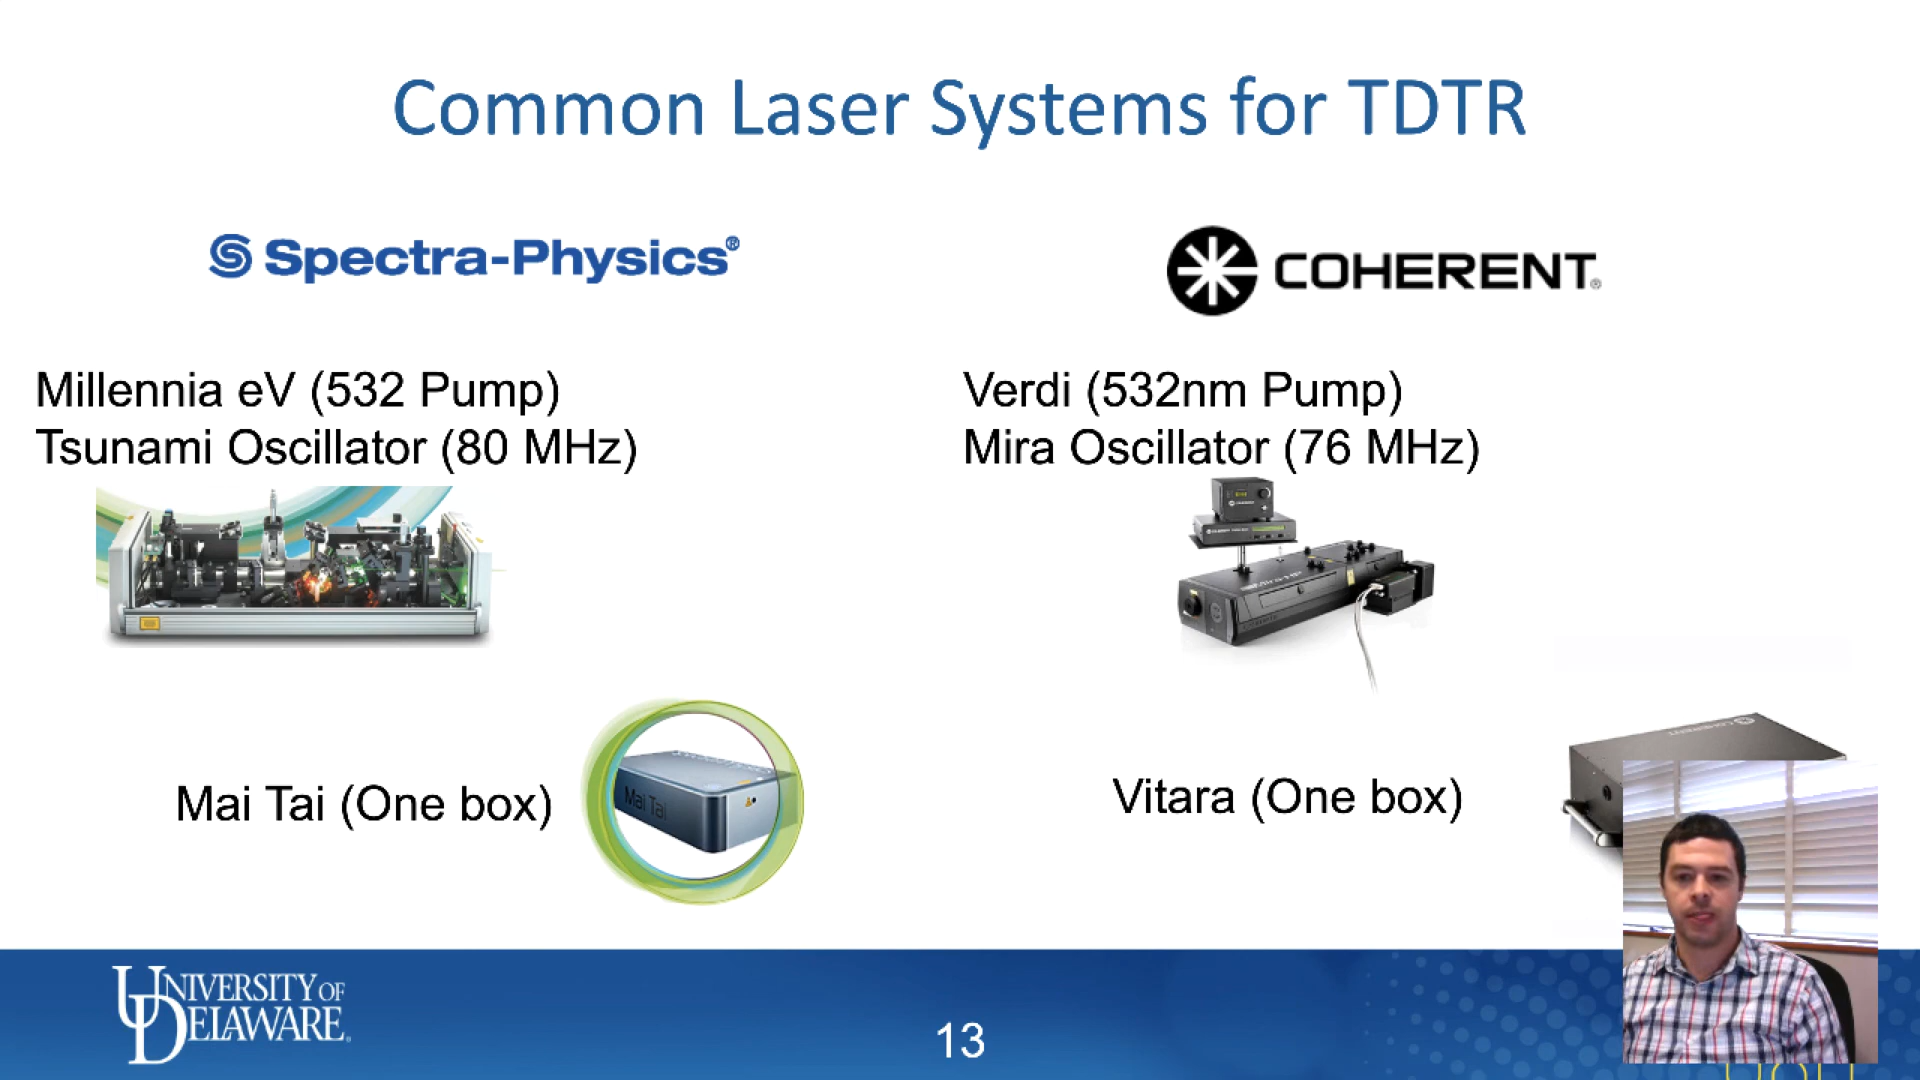 Common Laser Systems for TDTR
Spectra-Physics®
COHERENT®
Millennia eV (532 Pump)
Tsunami Oscillator (80 MHz)
Verdi (532nm Pump)
Mira Oscillator (76 MHz)
Mai Tai (One box)
Mai Tai
Vitara (One box)
COHERENT
UNIVERSITY OF
DELAWARE
13